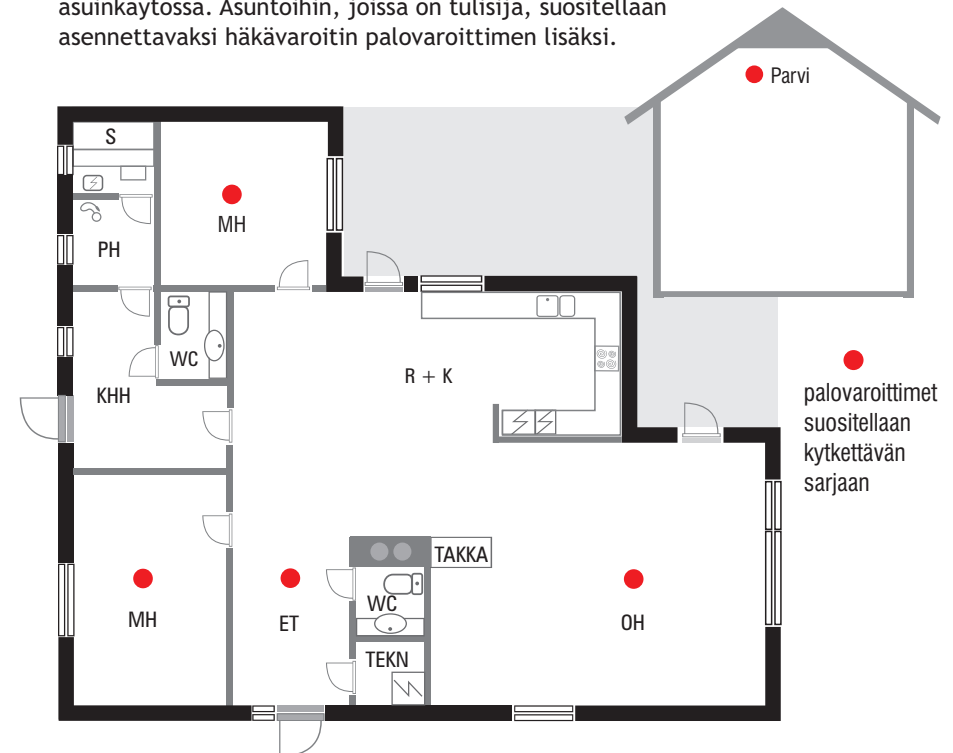 asuinkäytössä. Asuntoihin, joissa on tulisija, suositellaan
asennettavaksi häkävaroitin palovaroittimen lisäksi.
Parvi
S
MH
PH
WC
KHH
R + K
palovaroittimet
suositellaan
kytkettävän
sarjaan
TAKKA
WC
MH
ET
OH
TEKN